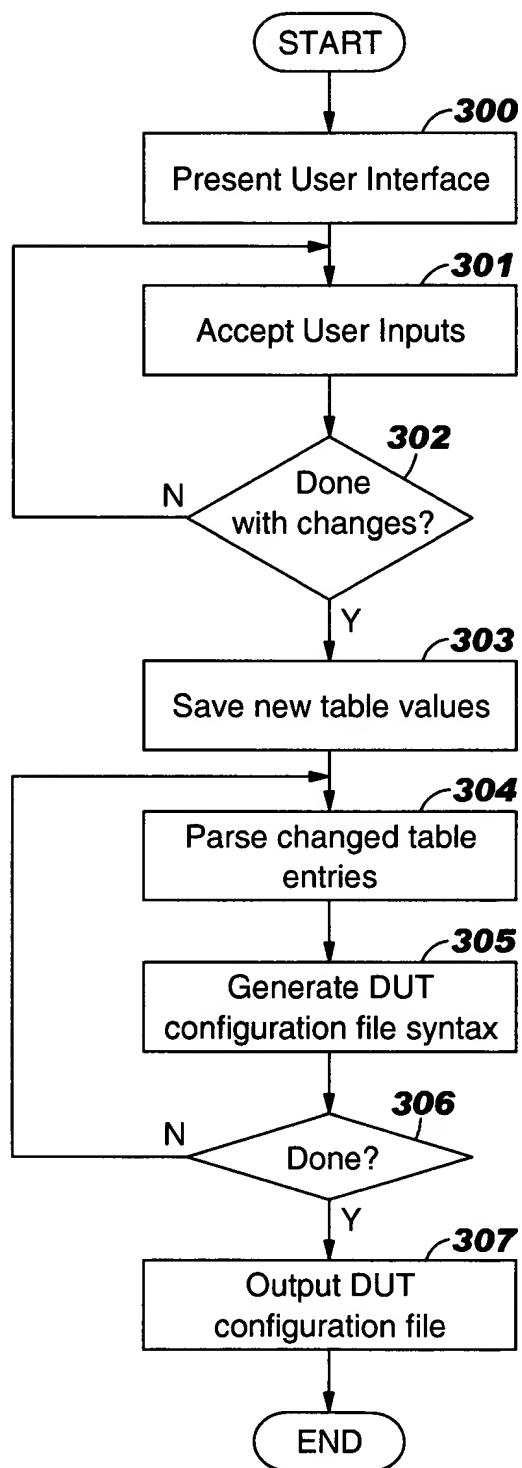 START
300
Present User Interface
301
Accept User Inputs
302
Done
with changes?
N
Y
303
Save new table values
304
Parse changed table
entries
305
Generate DUT
configuration file syntax
306
N
Done?
Y
307
Output DUT
configuration file
END